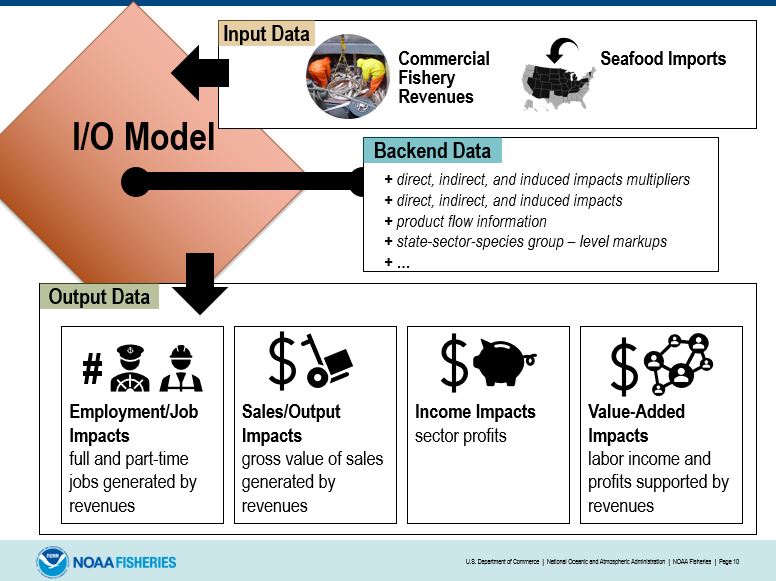 Input Data
Commercial
Fishery
Revenues
Seafood Imports
I/O Model
Backend Data
+ direct, indirect, and induced impacts multipliers
+ direct, indirect, and induced impacts
+ product flow information
+ state-sector-species group – level markups
+ ...
Output Data
#
Employment/Job
Impacts
full and part-time
jobs generated by
revenues
$
Sales/Output
Impacts
gross value of sales
generated by
revenues
$
Income Impacts
sector profits
$
Value-Added
Impacts
labor income and
profits supported by
revenues
NOAA
NOAA FISHERIES
U.S. Department of Commerce | National Oceanic and Atmospheric Administration | NOAA Fisheries | Page 10